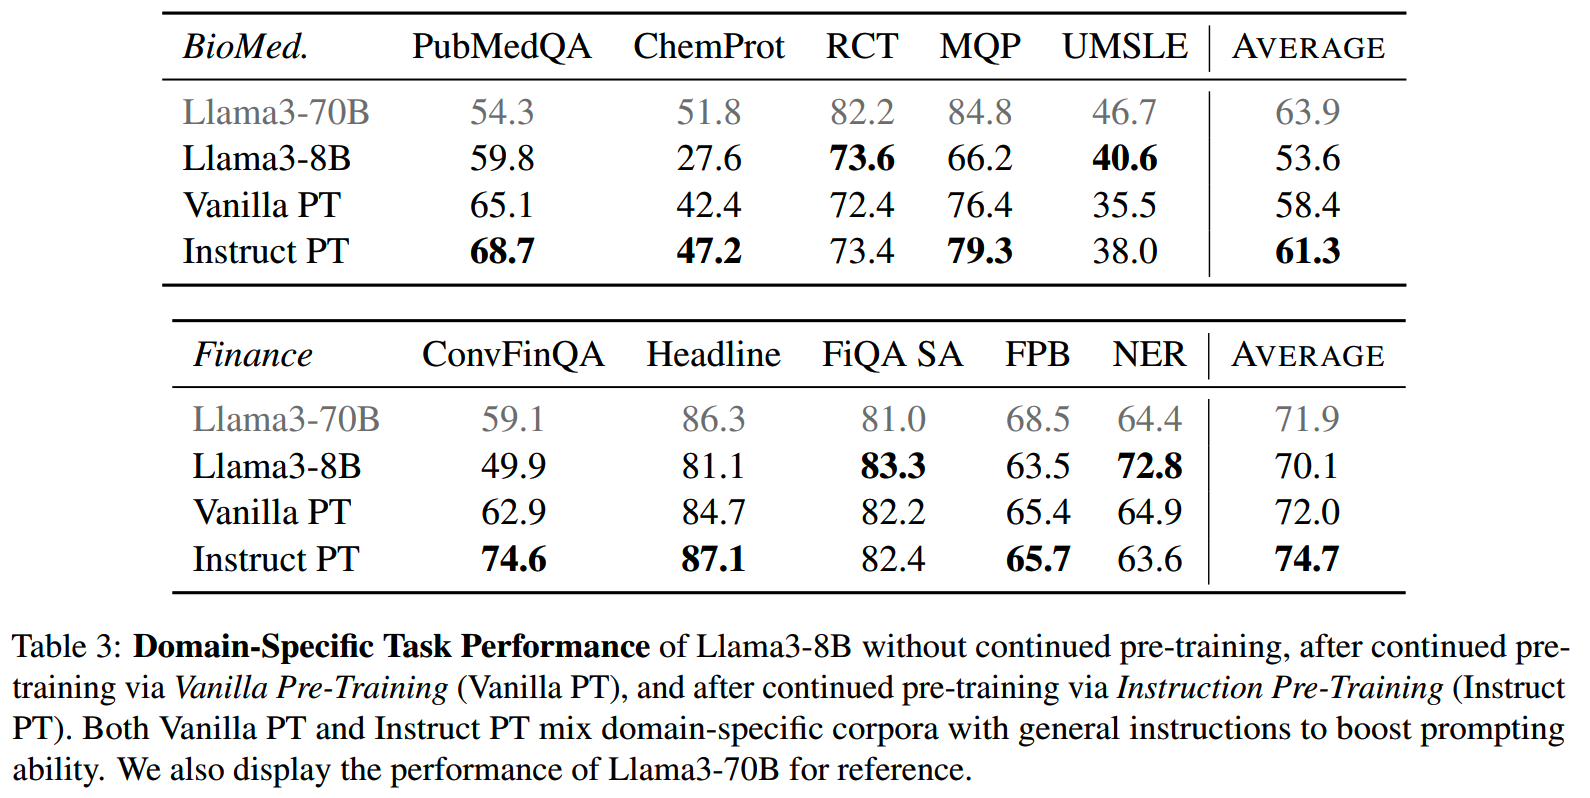 BioMed. PubMedQA ChemProt RCT MQP UMSLE AVERAGE
Llama3-70B 54.3 51.8 82.2 84.8 46.7 63.9
Llama3-8B 59.8 27.6 73.6 66.2 40.6 53.6
Vanilla PT 65.1 42.4 72.4 76.4 35.5 58.4
Instruct PT 68.7 47.2 73.4 79.3 38.0 61.3
Finance ConvFinQA Headline FiQA SA FPB NER AVERAGE
Llama3-70B 59.1 86.3 81.0 68.5 64.4 71.9
Llama3-8B 49.9 81.1 83.3 63.5 72.8 70.1
Vanilla PT 62.9 84.7 82.2 65.4 64.9 72.0
Instruct PT 74.6 87.1 82.4 65.7 63.6 74.7
Table 3: Domain-Specific Task Performance of Llama3-8B without continued pre-training, after continued pre-
training via Vanilla Pre-Training (Vanilla PT), and after continued pre-training via Instruction Pre-Training (Instruct
PT). Both Vanilla PT and Instruct PT mix domain-specific corpora with general instructions to boost prompting
ability. We also display the performance of Llama3-70B for reference.